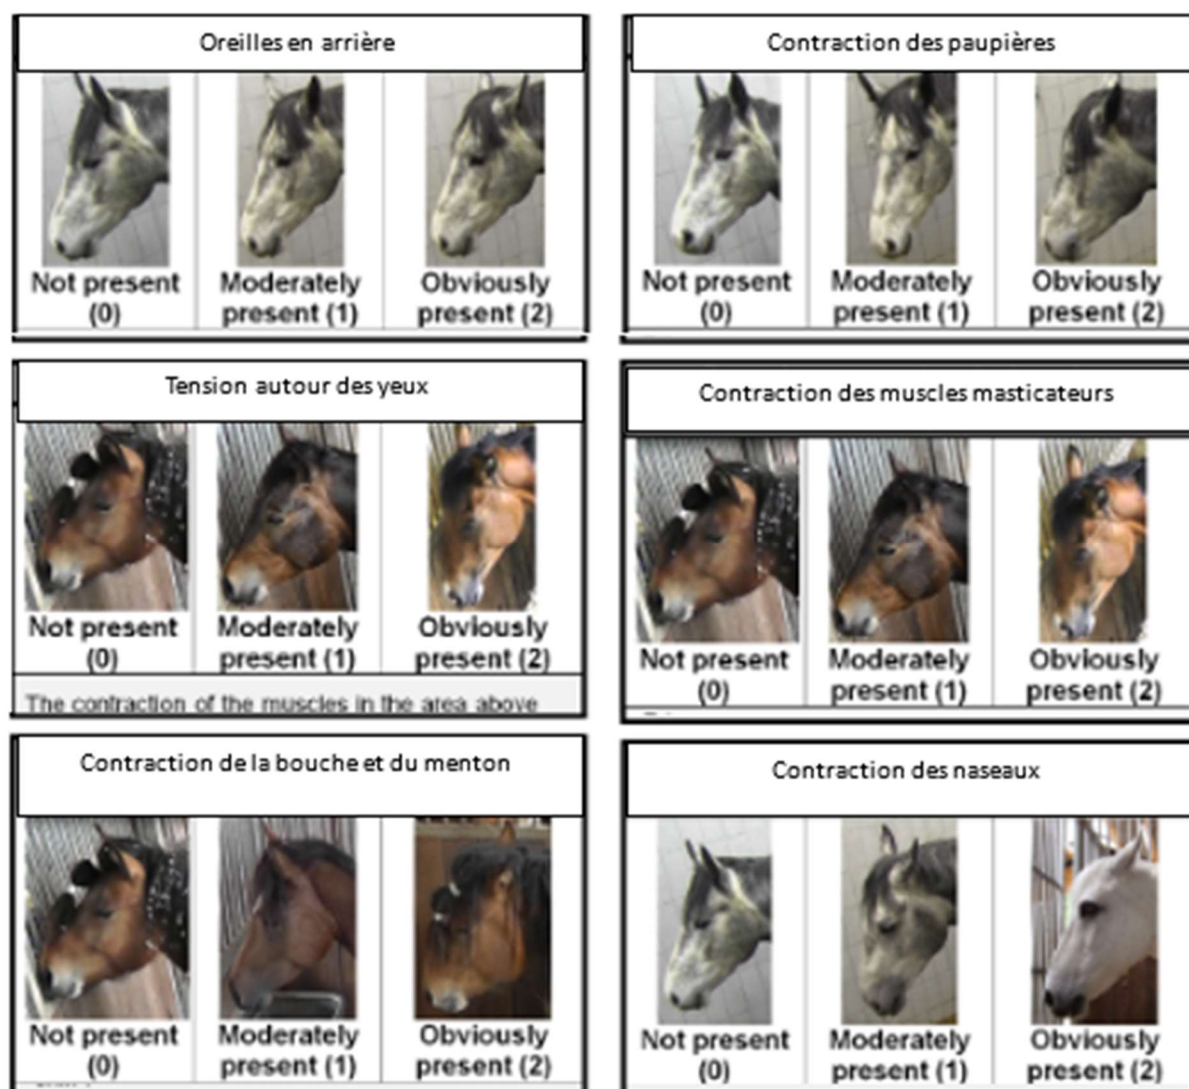 Oreilles en arrière
Not present
(0)
Moderately
present (1)
Obviously
present (2)
Contraction des paupières
Not present
(0)
Moderately
present (1)
Obviously
present (2)
Tension autour des yeux
Not present
(0)
Moderately
present (1)
Obviously
present (2)
The contraction of the muscles in the area above
Contraction des muscles masticateurs
Not present
(0)
Moderately
present (1)
Obviously
present (2)
Contraction de la bouche et du menton
Not present
(0)
Moderately
present (1)
Obviously
present (2)
Contraction des naseaux
Not present
(0)
Moderately
present (1)
Obviously
present (2)